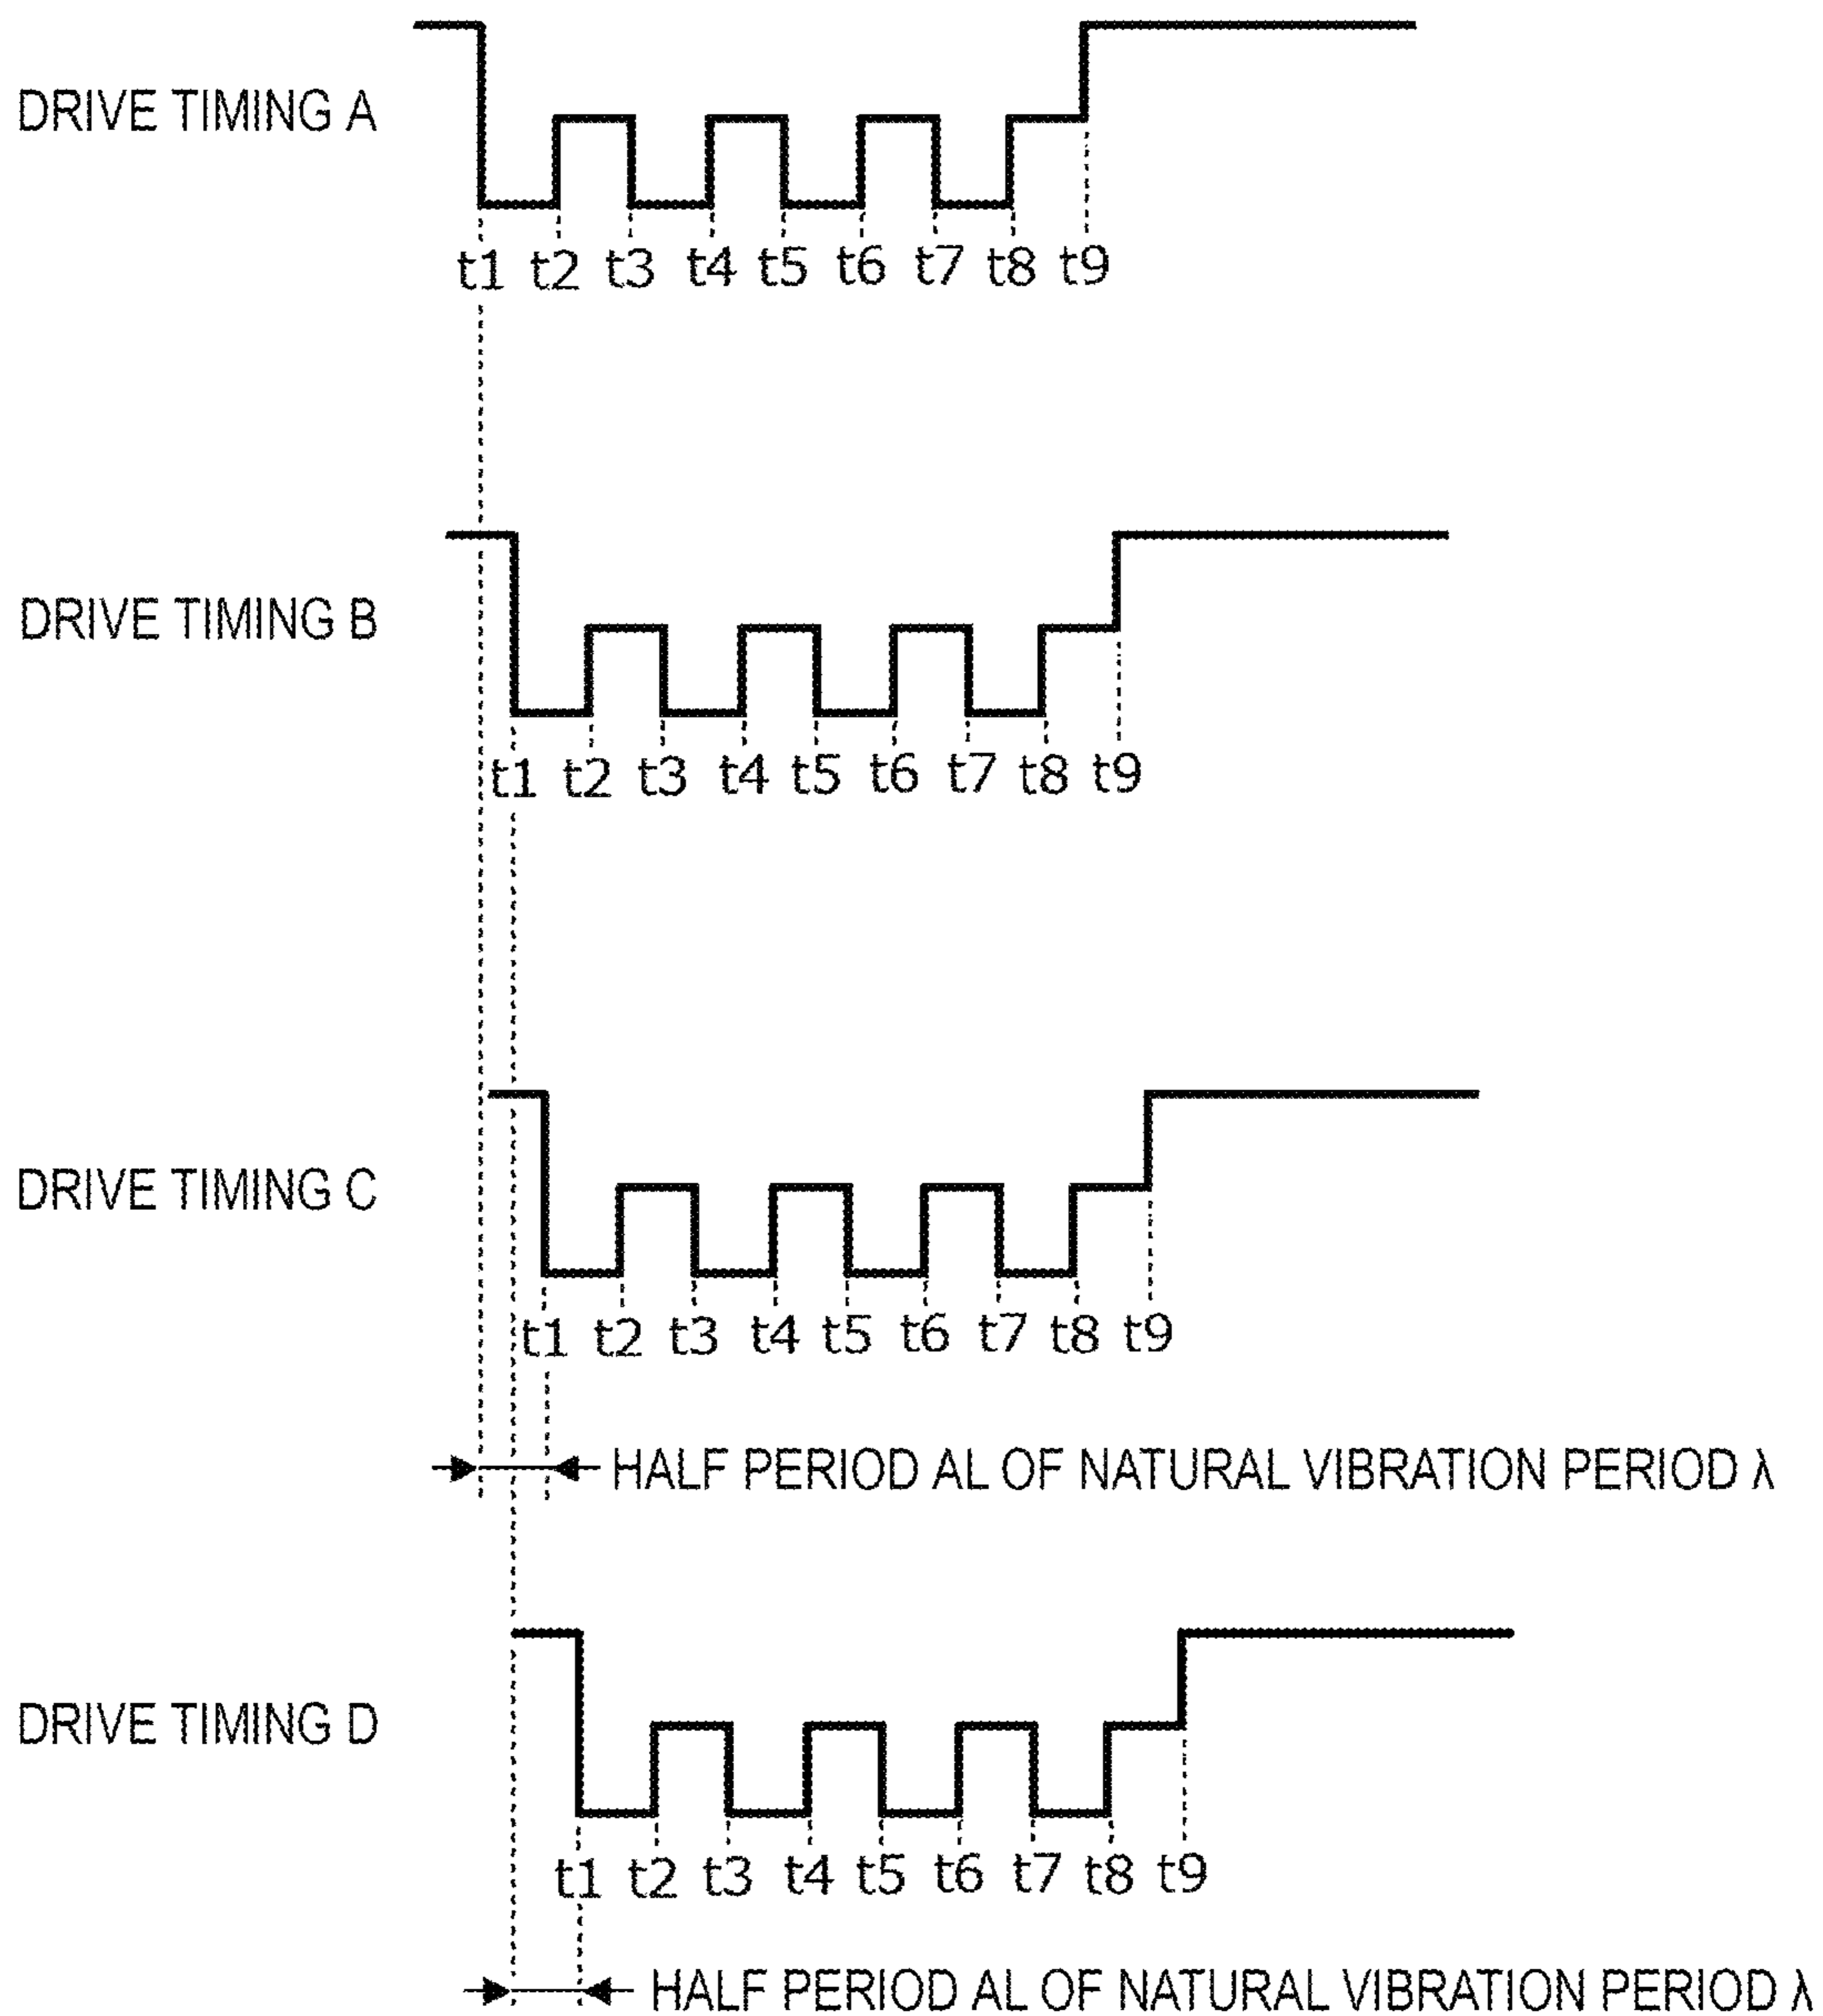 DRIVE TIMING A
t1 t2 t3 t4 t5 t6 t7 t8 t9
DRIVE TIMING B
t1 t2 t3 t4 t5 t6 t7 t8 t9
DRIVE TIMING C
t1 t2 t3 t4 t5 t6 t7 t8 t9
HALF PERIOD AL OF NATURAL VIBRATION PERIOD λ
DRIVE TIMING D
t1 t2 t3 t4 t5 t6 t7 t8 t9
HALF PERIOD AL OF NATURAL VIBRATION PERIOD λ